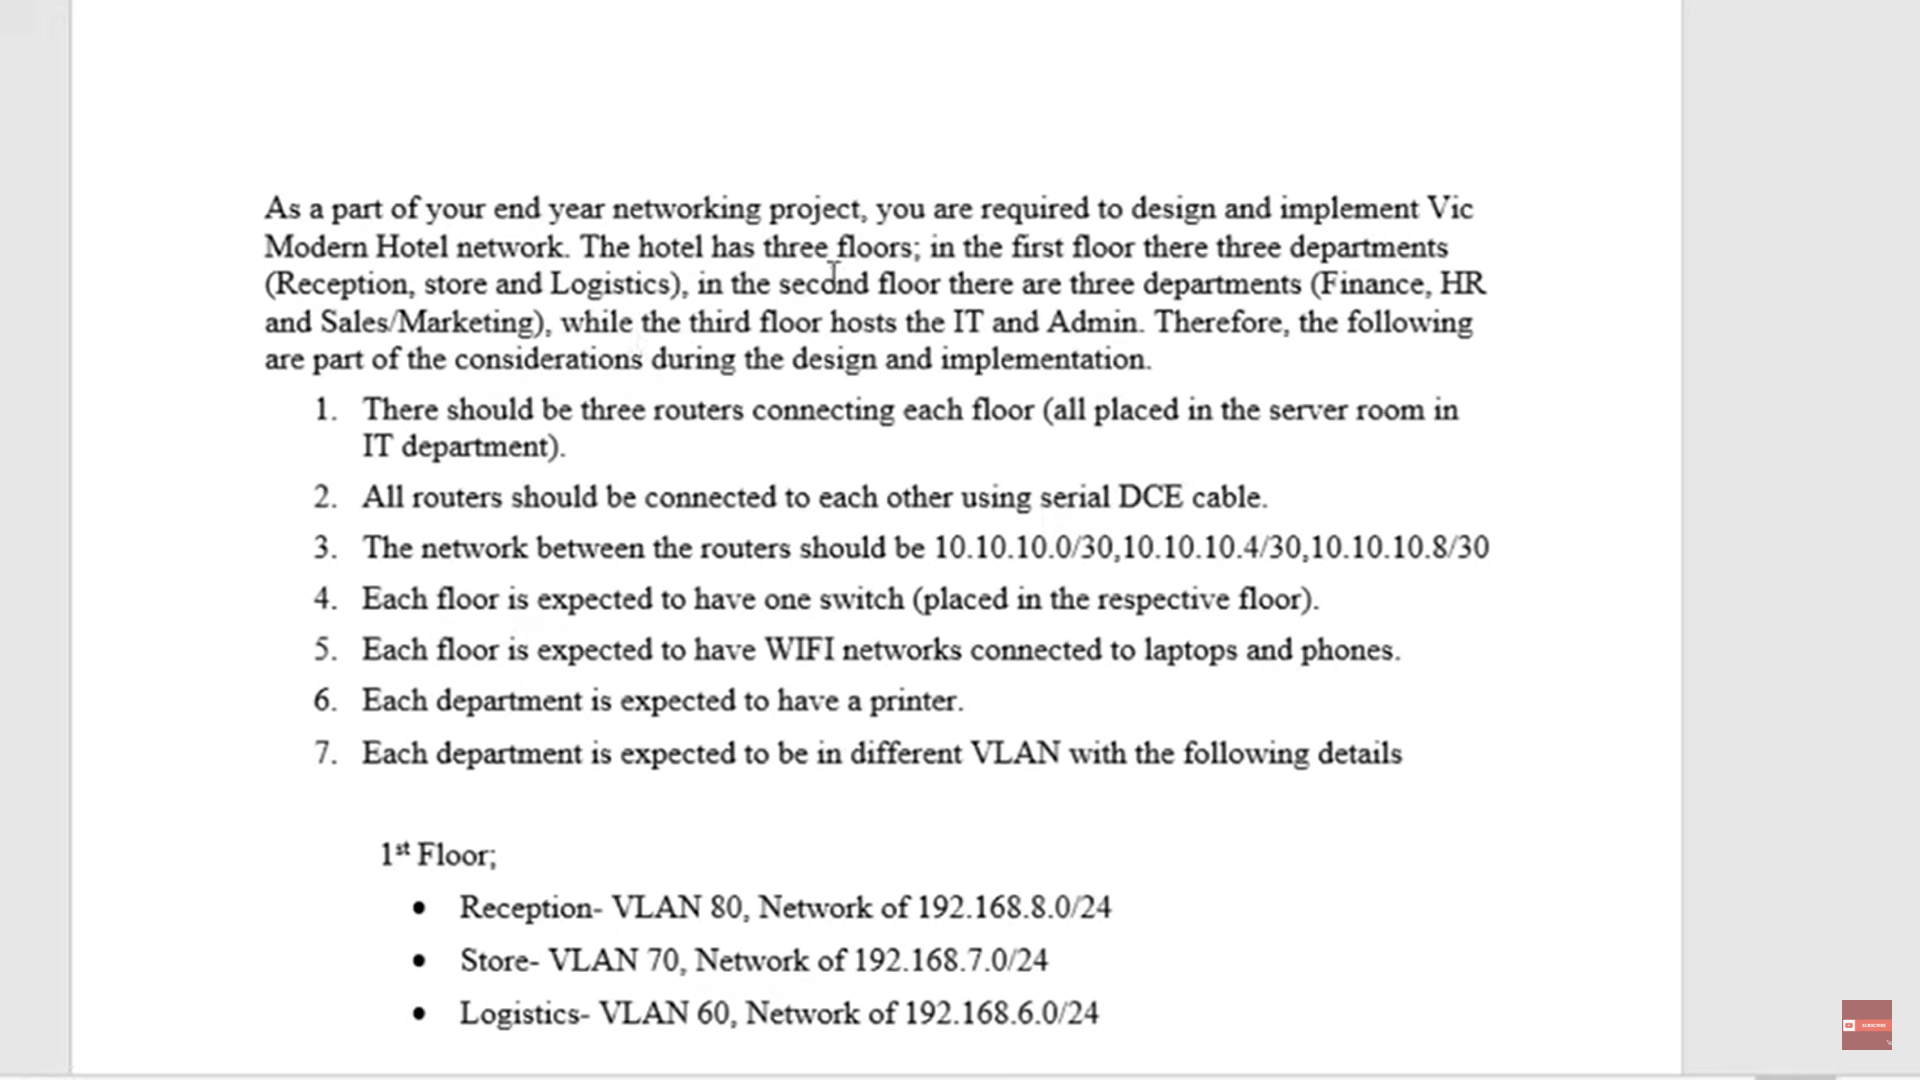 As a part of your end year networking project, you are required to design and implement Vic
Modern Hotel network. The hotel has three floors; in the first floor there three departments
(Reception, store and Logistics), in the second floor there are three departments (Finance, HR
and Sales/Marketing), while the third floor hosts the IT and Admin. Therefore, the following
are part of the considerations during the design and implementation.
1. There should be three routers connecting each floor (all placed in the server room in
IT department).
2. All routers should be connected to each other using serial DCE cable.
3. The network between the routers should be 10.10.10.0/30,10.10.10.4/30,10.10.10.8/30
4. Each floor is expected to have one switch (placed in the respective floor).
5. Each floor is expected to have WIFI networks connected to laptops and phones.
6. Each department is expected to have a printer.
7. Each department is expected to be in different VLAN with the following details
1st Floor;
• Reception- VLAN 80, Network of 192.168.8.0/24
• Store- VLAN 70, Network of 192.168.7.0/24
• Logistics- VLAN 60, Network of 192.168.6.0/24
SUBSCRIBE